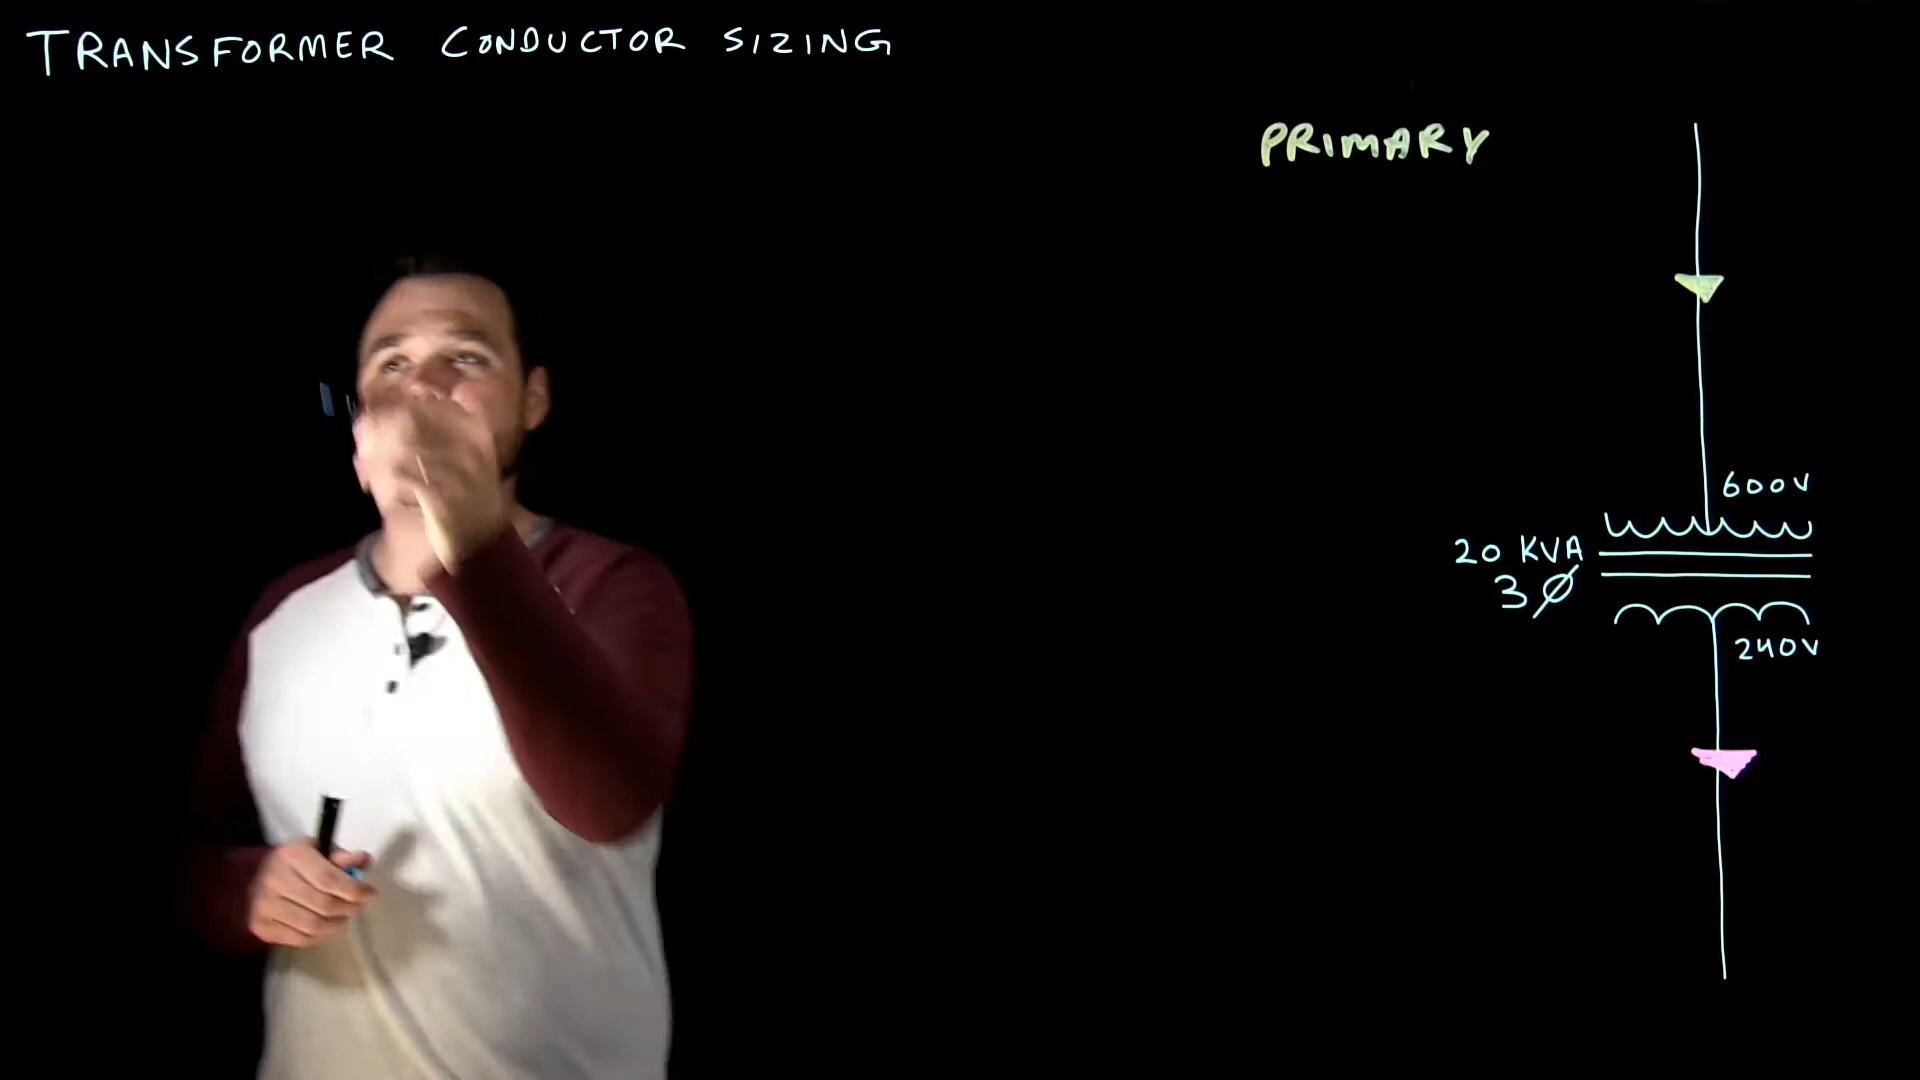 TRANSFORMER CONDUCTOR SIZING
PRIMARY
600V
20 KVA
3Ø
240V